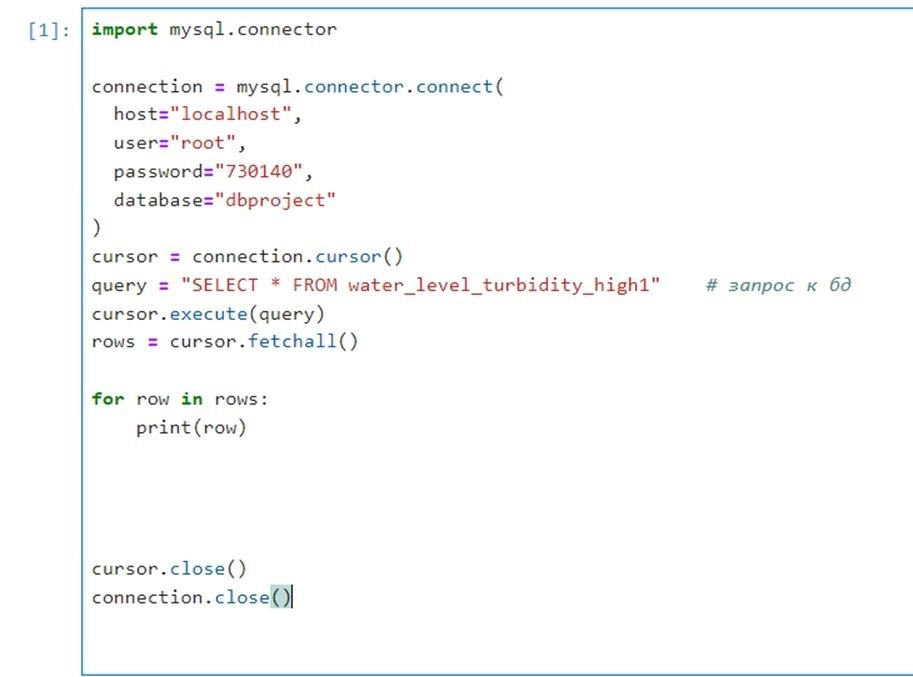 [1]: import mysql.connector
connection = mysql.connector.connect(
host="localhost",
user="root",
password="730140",
database="dbproject"
)
cursor = connection.cursor()
query = "SELECT * FROM water_level_turbidity_high1" # запрос к бд
cursor.execute(query)
rows = cursor.fetchall()
for row in rows:
print(row)
cursor.close()
connection.close()